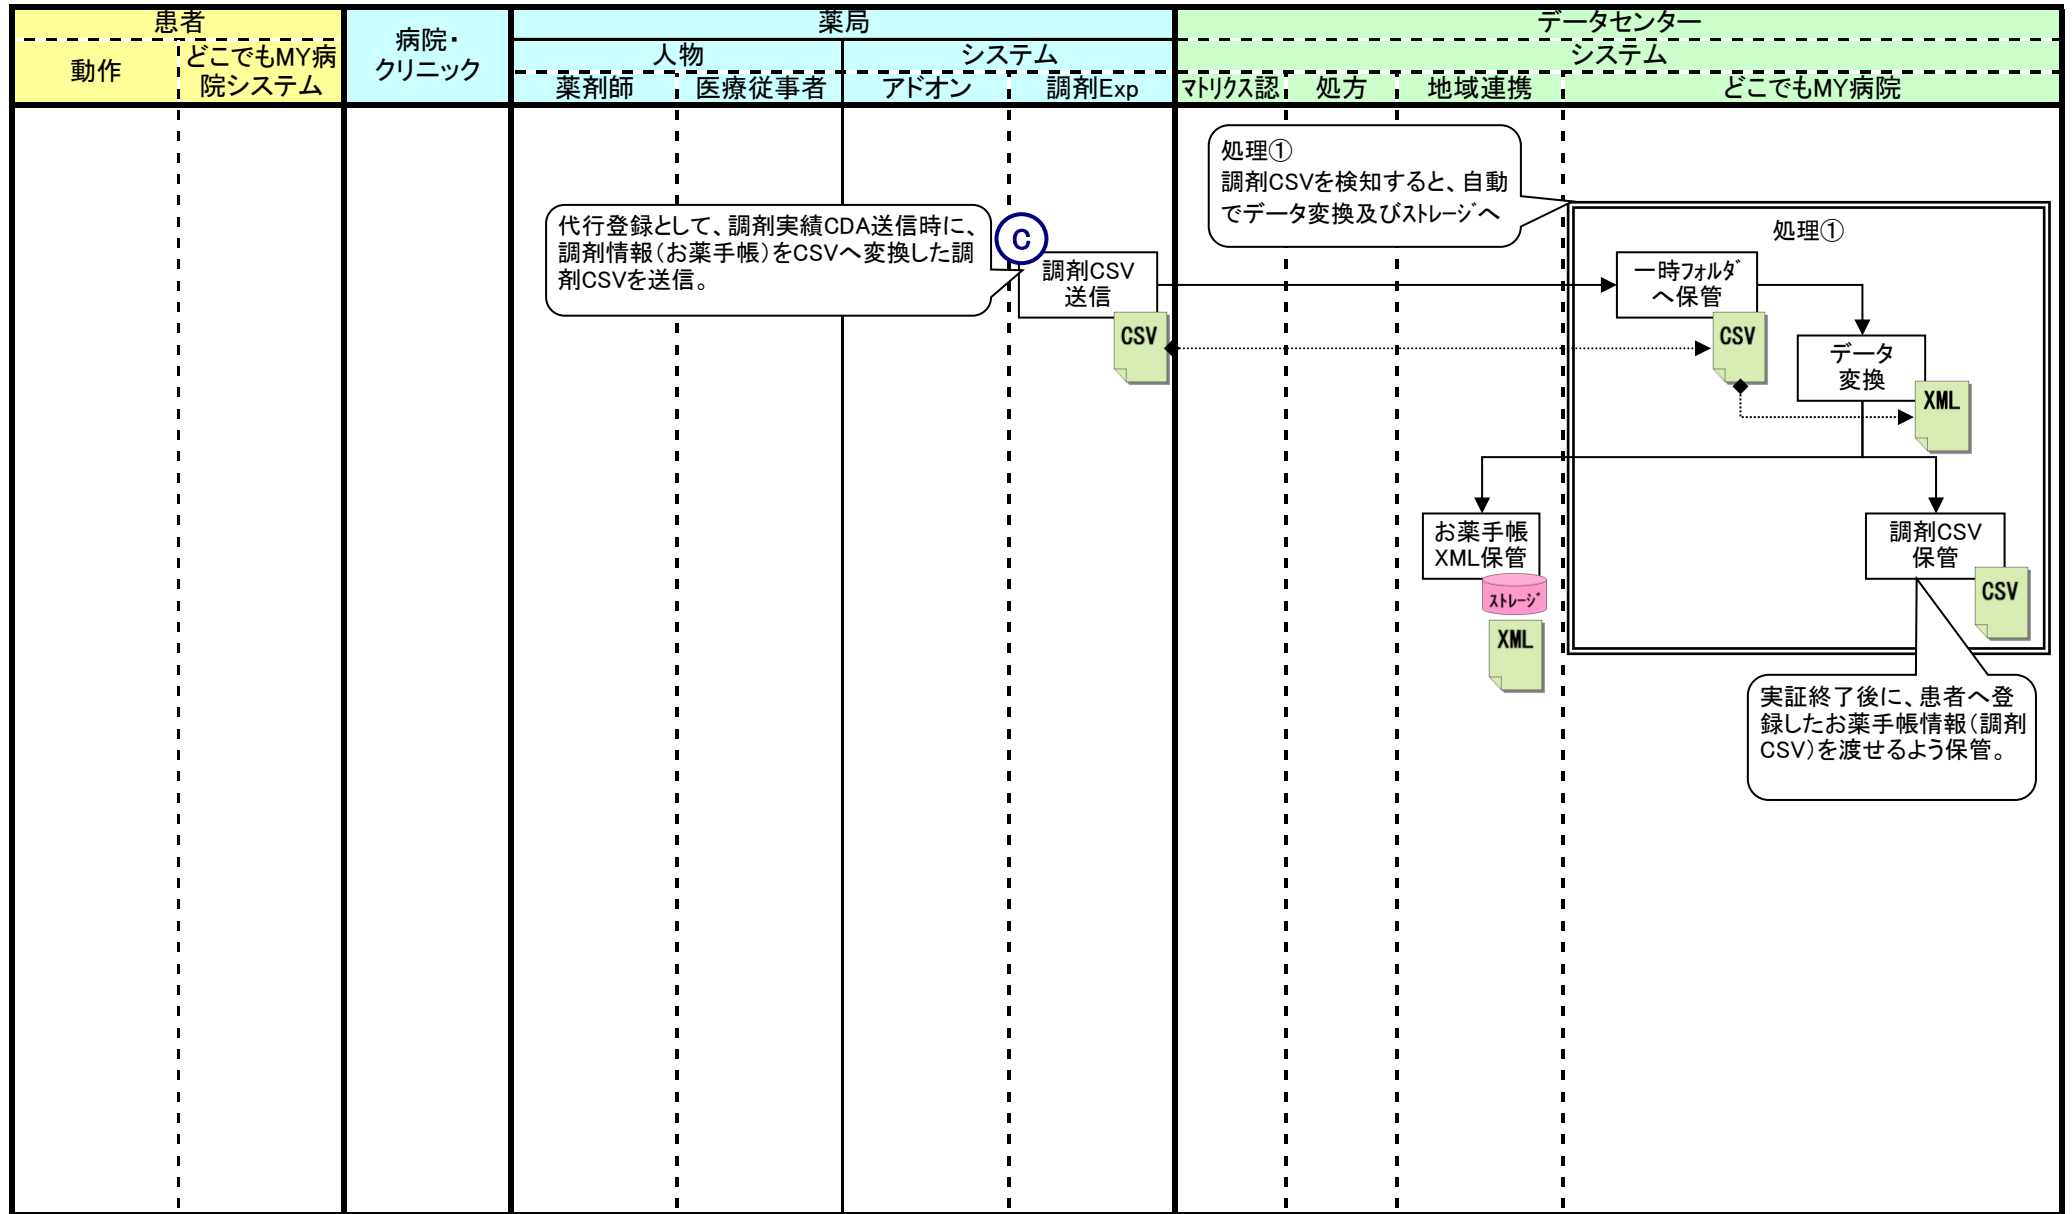 患者
動作
どこでもMY病
院システム
病院・
クリニック
薬局
人物
システム
薬剤師
医療従事者
アドオン
調剤Exp
データセンター
システム
ﾏﾄﾘｸｽ認
処方
地域連携
どこでもMY病院
処理①
調剤CSVを検知すると、自動
でデータ変換及びｽﾄﾚｰｼﾞへ
代行登録として、調剤実績CDA送信時に、
調剤情報(お薬手帳)をCSVへ変換した調
剤CSVを送信。
C
調剤CSV
送信
CSV
処理①
一時ﾌｫﾙﾀﾞ
へ保管
CSV
データ
変換
XML
お薬手帳
XML保管
ｽﾄﾚｰｼﾞ
XML
調剤CSV
保管
CSV
実証終了後に、患者へ登
録したお薬手帳情報(調剤
CSV)を渡せるよう保管。